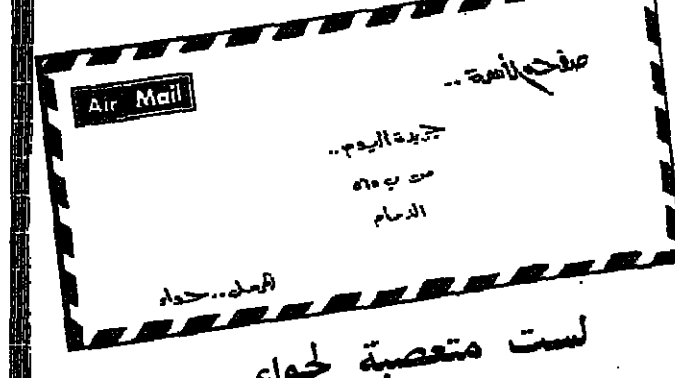 صفحة الأسرة ..
Air Mail
جريدة اليوم ..
ص ب ٥٦٥
الدمام
المرسل .. حواء
لست متعصبة لحواء